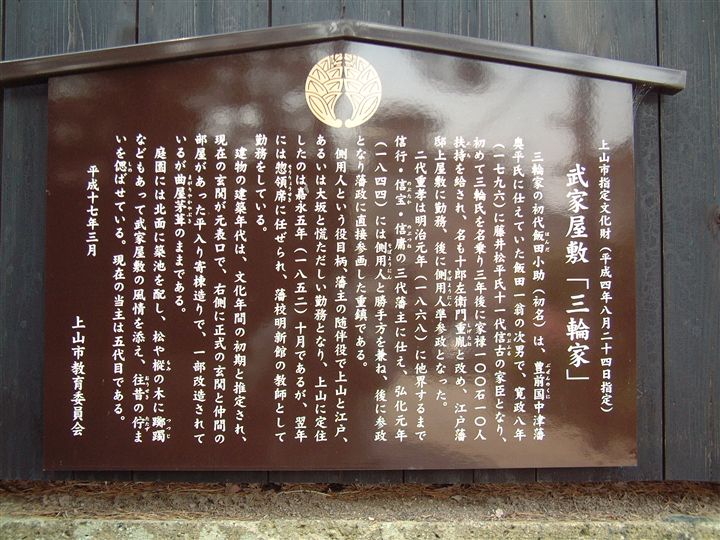 上山市指定文化財（平成四年八月二十四日指定）
武家屋敷「三輪家」
三輪家の初代飯田小助（初名）は、豊前国中津藩
奥平氏に仕えていた飯田一翁の次男で、寛政八年
（一七九六）に藤井松平氏十一代信古の家臣となり、
初めて三輪氏を名乗り三年後に家禄一〇〇石一〇人
扶持を給され、名も十郎左衛門重胤と改め、江戸藩
邸上屋敷に勤務、後に側用人準参政となった。
二代重孝は明治元年（一八六八）に他界するまで
信行・信宝・信庸の三代藩主に仕え、弘化元年
（一八四四）には側用人と勝手方を兼ね、後に参政
となり藩政に直接参画した重鎮である。
側用人という役目柄、藩主の随伴役で上山と江戸、
あるいは大坂と慌ただしい勤務となり、上山に定住
したのは嘉永五年（一八五二）十月であるが、翌年
には惣領席に任ぜられ、藩校明新館の教師として
勤務をしている。
建物の建築年代は、文化年間の初期と推定され、
現在の玄関が元表口で、右側に正式の玄関と仲間の
部屋があった平入り寄棟造りで、一部改造されて
いるが曲屋茅葺のままである。
庭園には北面に築池を配し、松や樅の木に躑躅
などもあって武家屋敷の風情を添え、往昔の佇ま
いを偲ばせている。現在の当主は五代目である。
平成十七年三月
上山市教育委員会